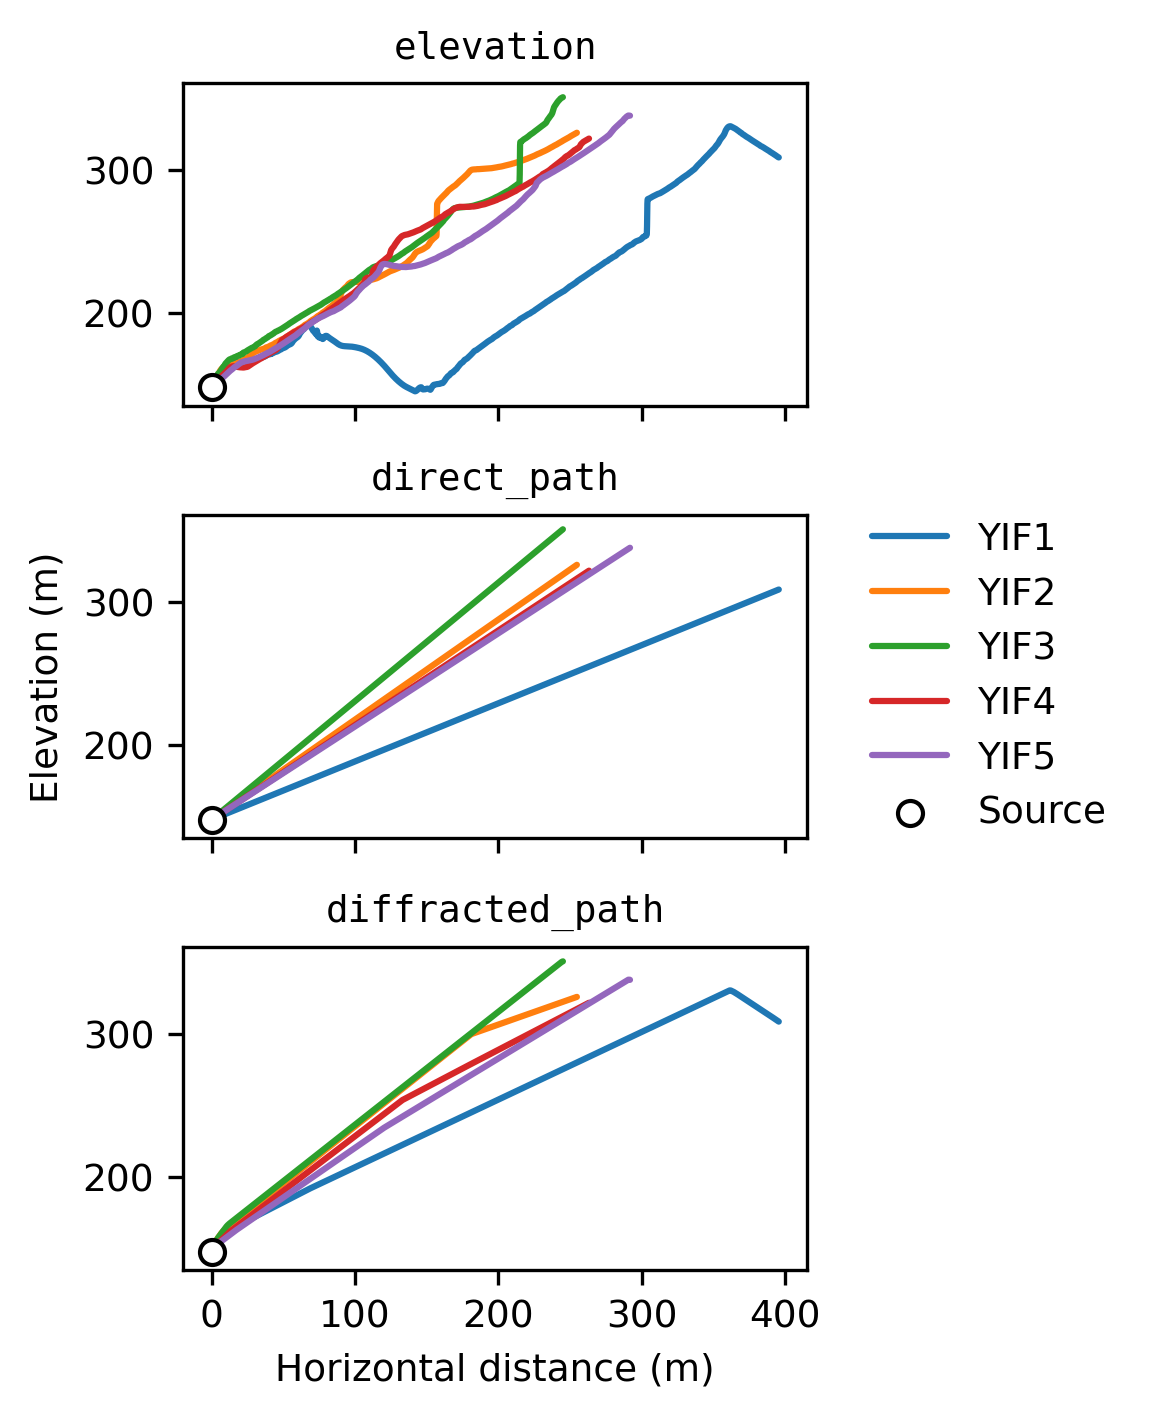 elevation
300
200
direct_path
300
200
Elevation (m)
YIF1
YIF2
YIF3
YIF4
YIF5
Source
diffracted_path
300
200
0 100 200 300 400
Horizontal distance (m)